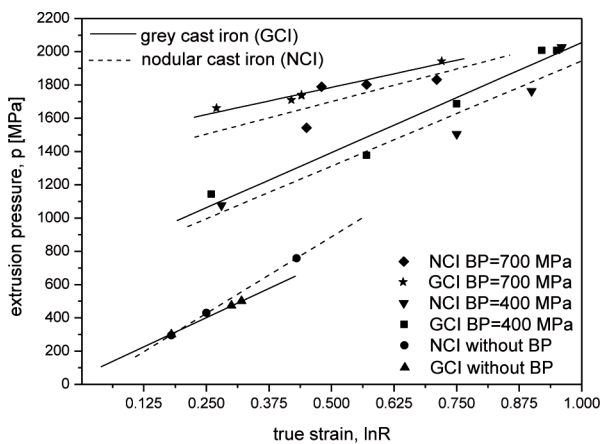 grey cast iron (GCI)
nodular cast iron (NCI)
2200
2000
1800
1600
1400
1200
1000
800
600
400
200
0
extrusion pressure, p [MPa]
NCI BP=700 MPa
GCI BP=700 MPa
NCI BP=400 MPa
GCI BP=400 MPa
NCI without BP
GCI without BP
0.125 0.250 0.375 0.500 0.625 0.750 0.875 1.000
true strain, lnR